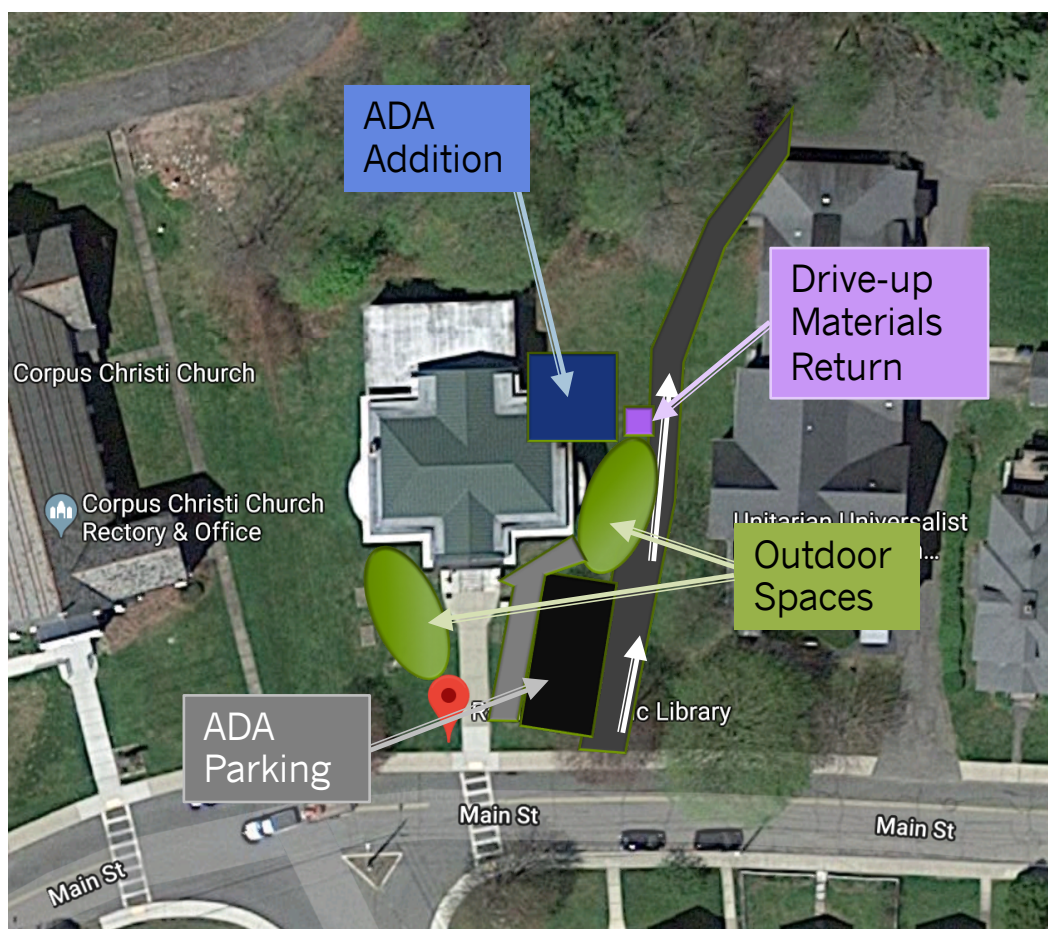 ADA
Addition
Drive-up
Materials
Return
Corpus Christi Church
Corpus Christi Church
Rectory & Office
Unitarian Universalist
Outdoor
Spaces
ADA
Parking
Library
Main St
Main St
Main St